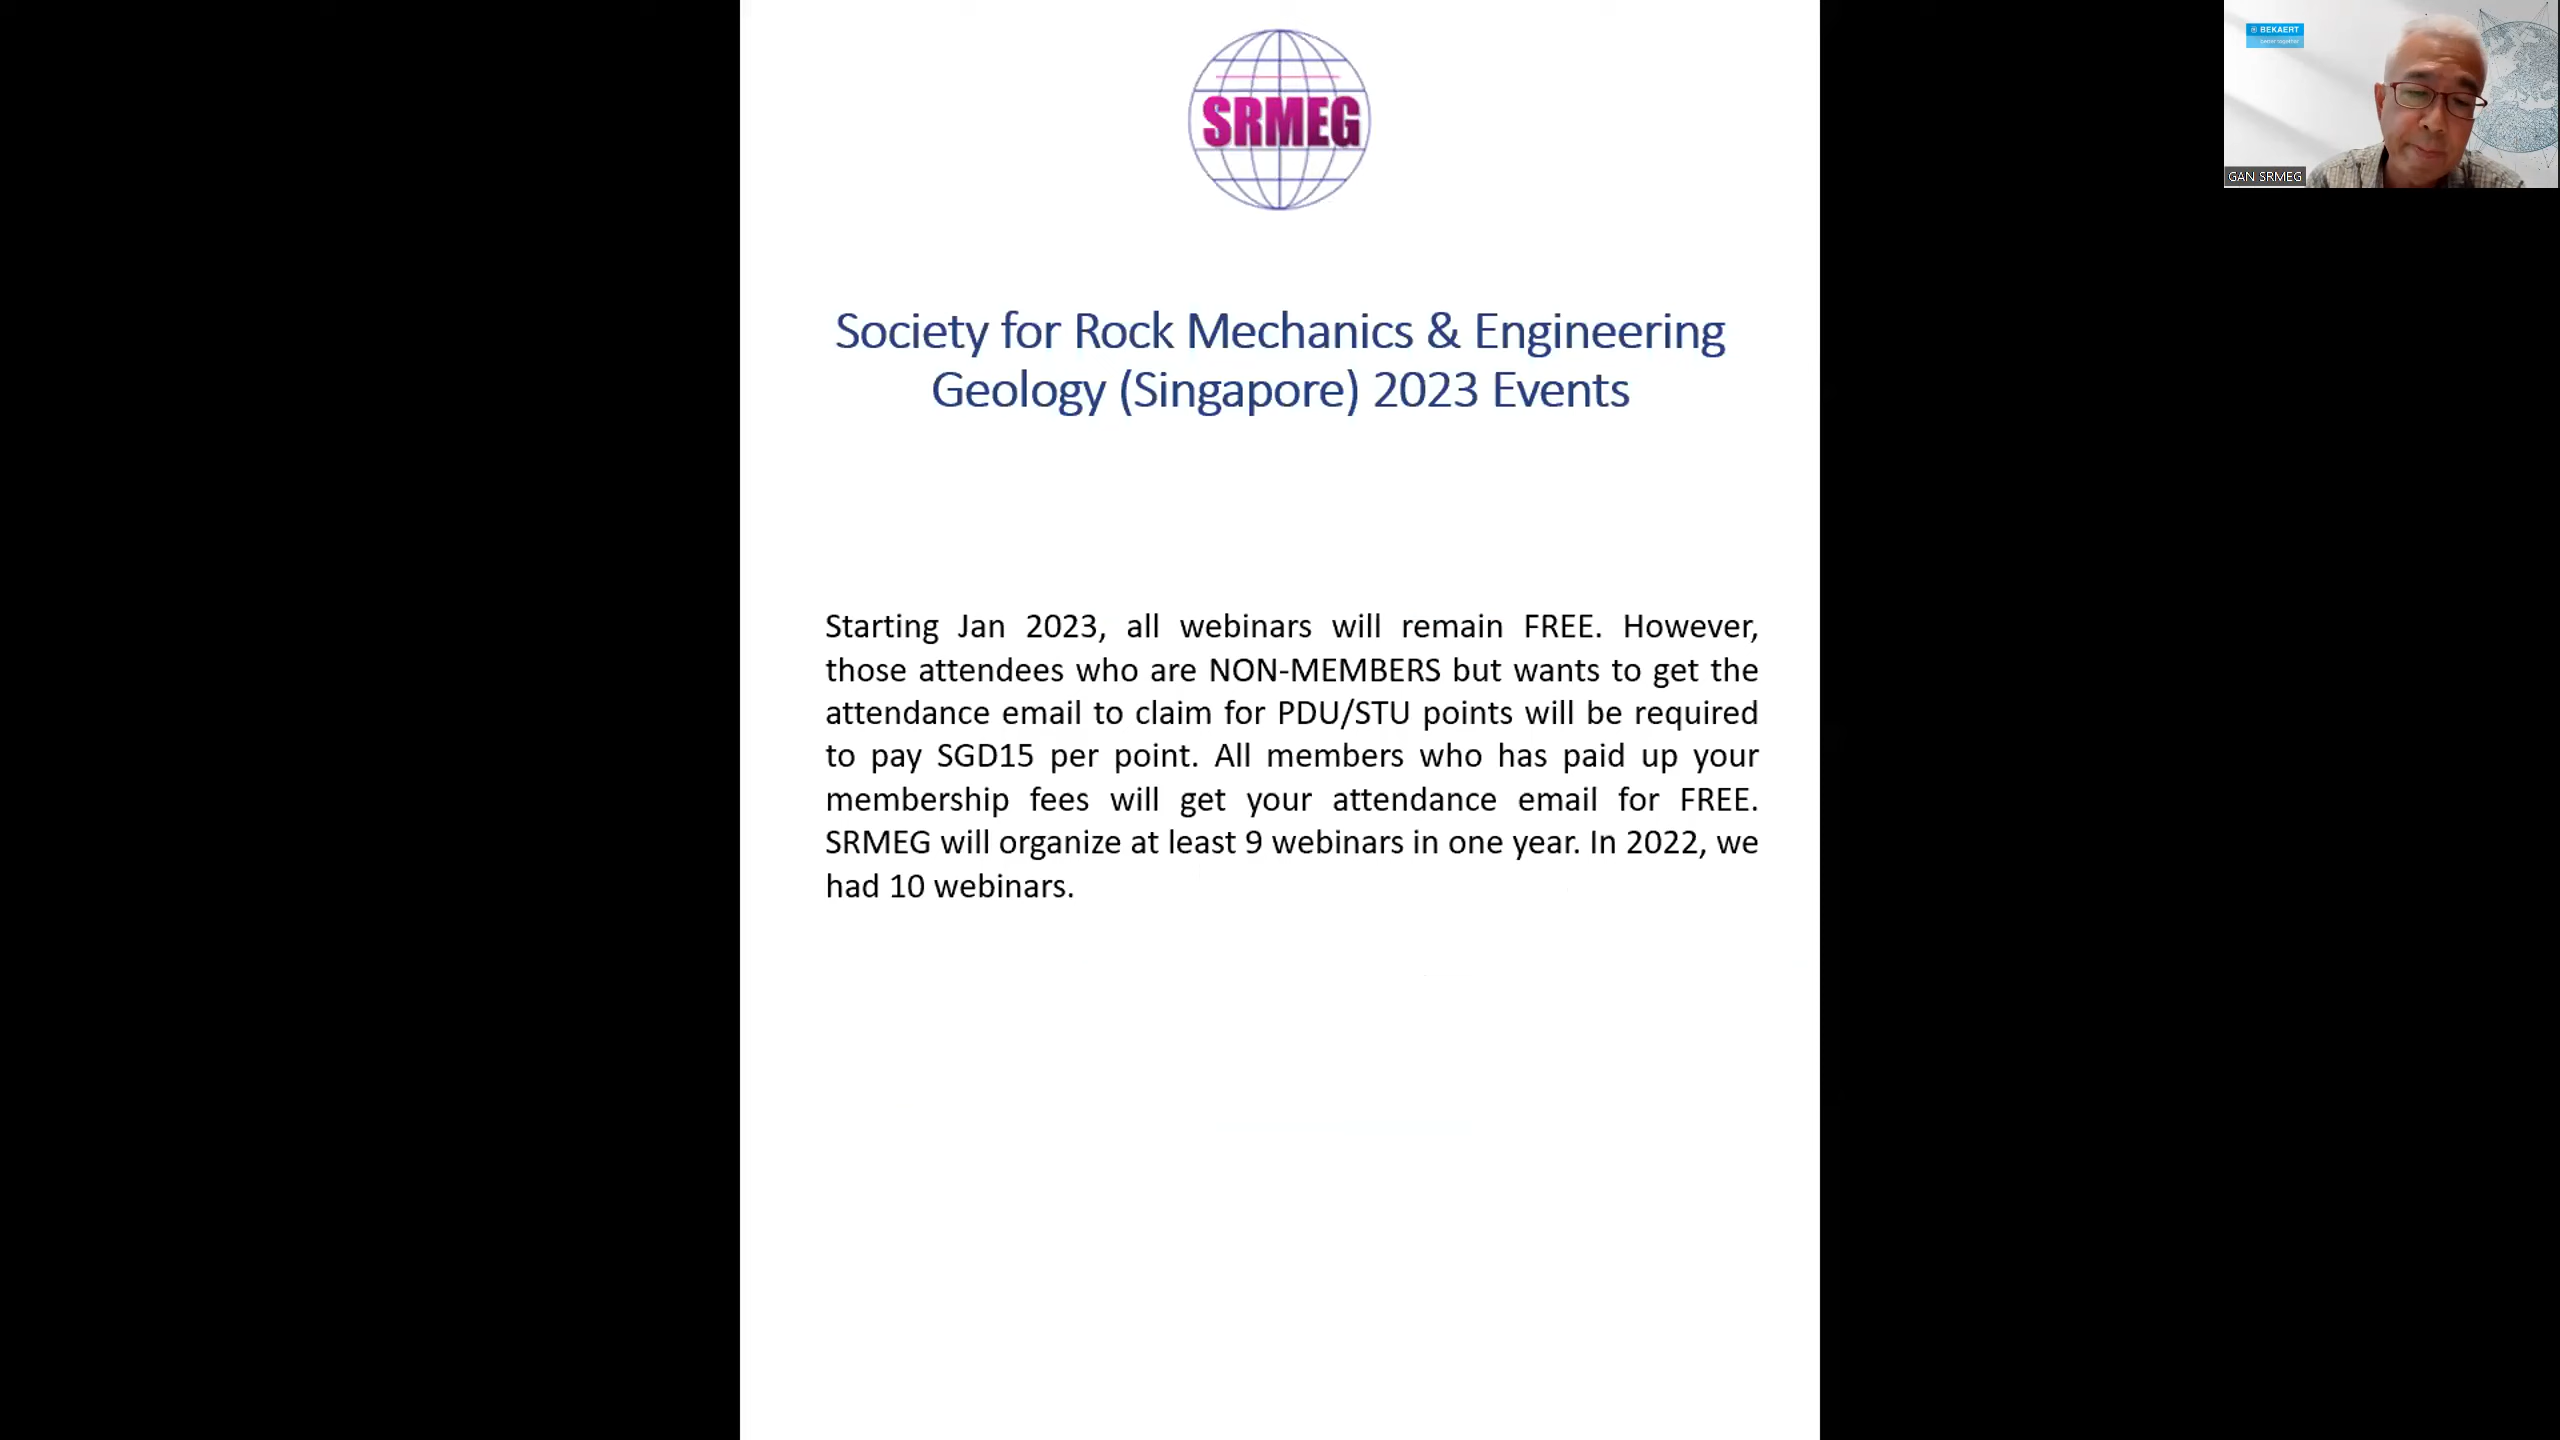 SRMEG
Society for Rock Mechanics & Engineering
Geology (Singapore) 2023 Events
Starting Jan 2023, all webinars will remain FREE. However,
those attendees who are NON-MEMBERS but wants to get the
attendance email to claim for PDU/STU points will be required
to pay SGD15 per point. All members who has paid up your
membership fees will get your attendance email for FREE.
SRMEG will organize at least 9 webinars in one year. In 2022, we
had 10 webinars.
BEKAERT
better together
GAN SRMEG